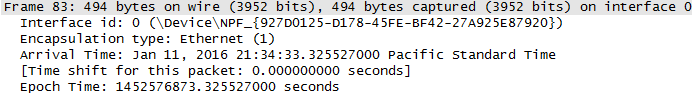 Frame 83: 494 bytes on wire (3952 bits), 494 bytes captured (3952 bits) on interface 0
Interface id: 0 (\Device\NPF_{927D0125-D178-45FE-BF42-27A925E87920})
Encapsulation type: Ethernet (1)
Arrival Time: Jan 11, 2016 21:34:33.325527000 Pacific Standard Time
[Time shift for this packet: 0.000000000 seconds]
Epoch Time: 1452576873.325527000 seconds